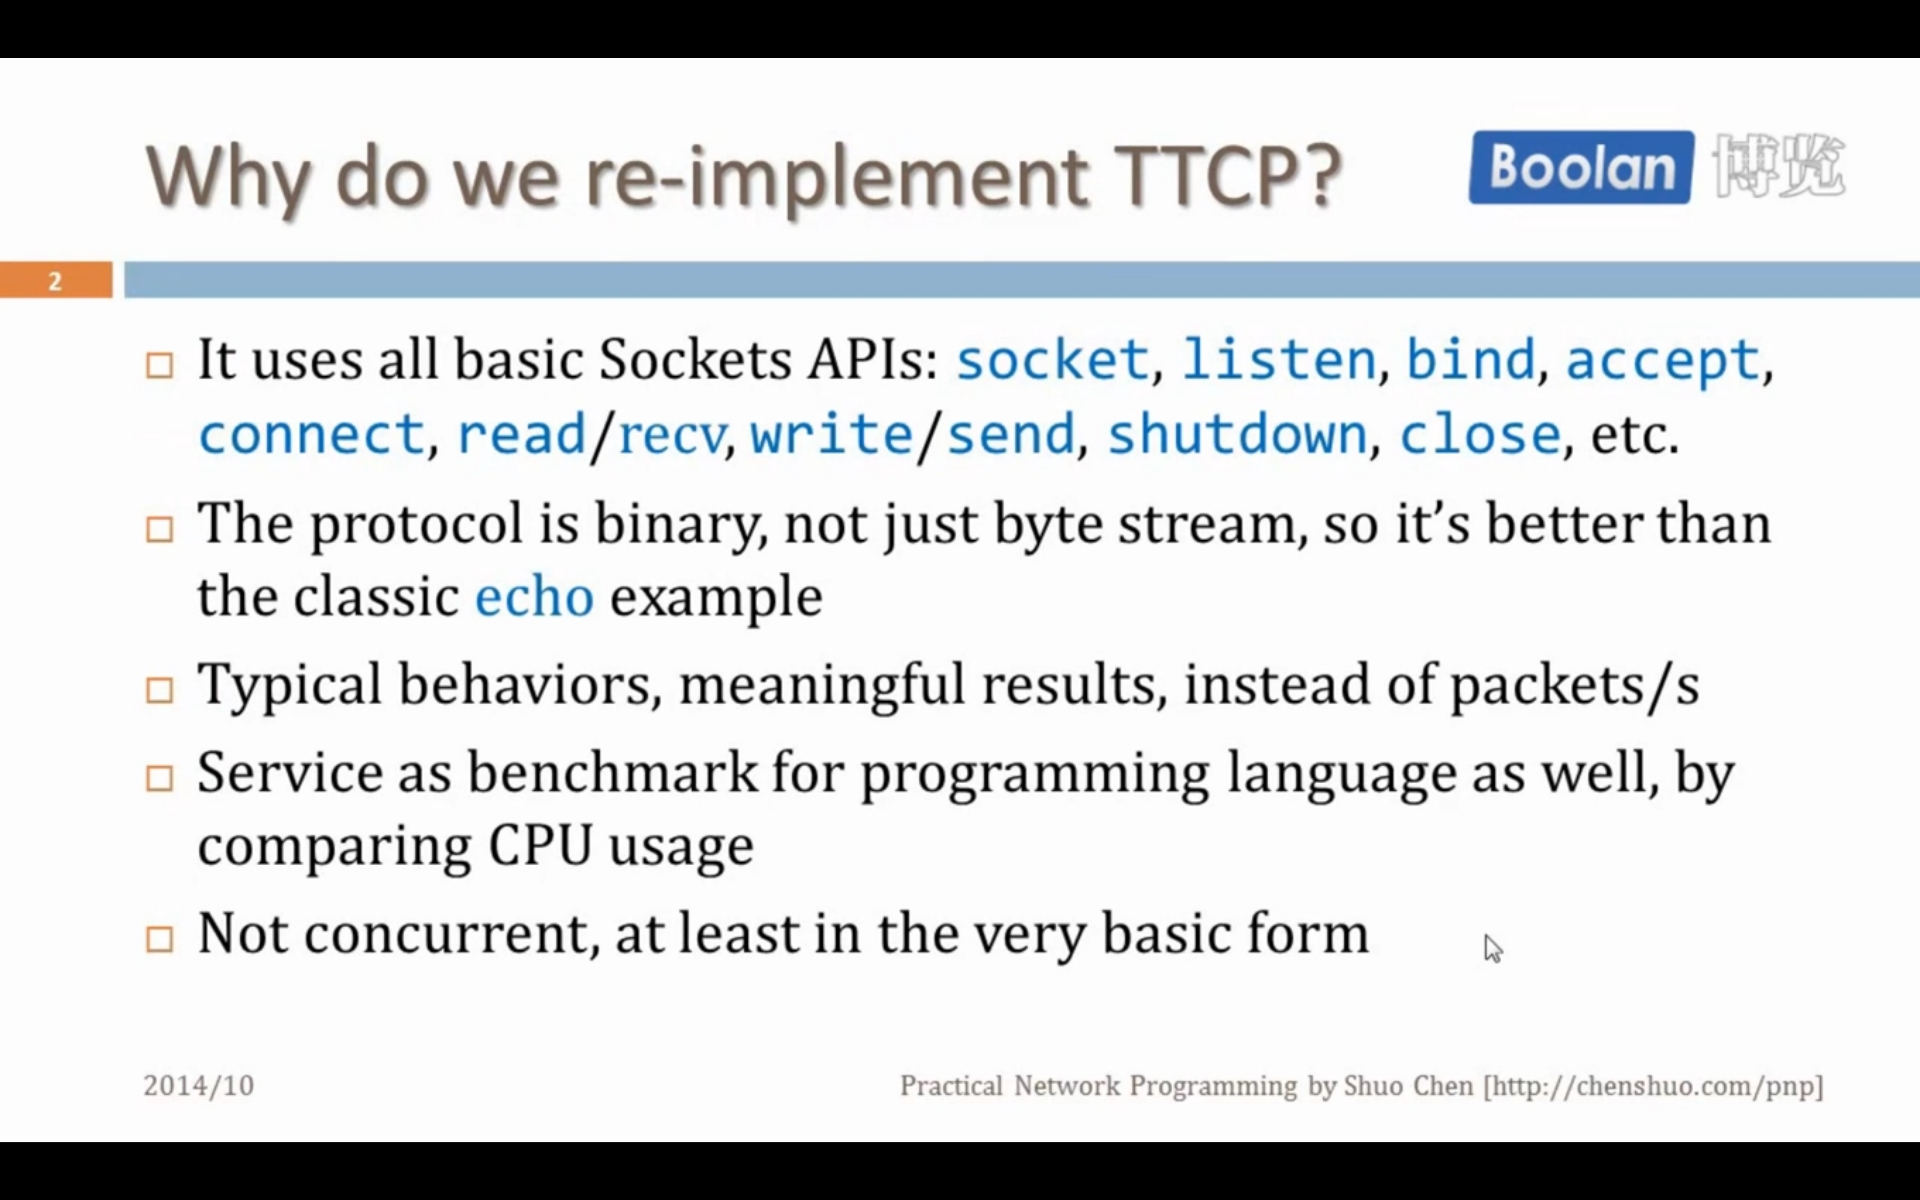 Why do we re-implement TTCP?
Boolan 博览
2
It uses all basic Sockets APIs: socket, listen, bind, accept,
connect, read/recv, write/send, shutdown, close, etc.
The protocol is binary, not just byte stream, so it’s better than
the classic echo example
Typical behaviors, meaningful results, instead of packets/s
Service as benchmark for programming language as well, by
comparing CPU usage
Not concurrent, at least in the very basic form
2014/10
Practical Network Programming by Shuo Chen [http://chenshuo.com/pnp]